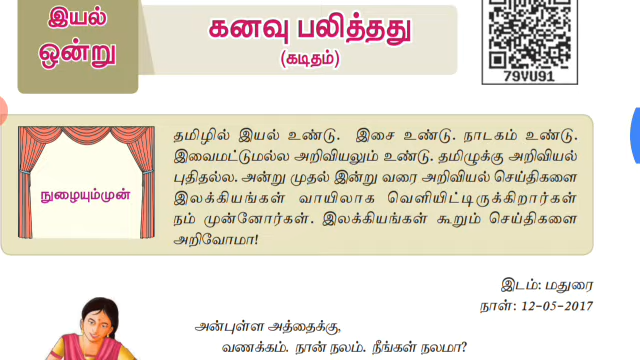 இயல்
ஒன்று
கனவு பலித்தது
(கடிதம்)
79VU91
நுழையும்முன்
தமிழில் இயல் உண்டு. இசை உண்டு. நாடகம் உண்டு.
இவைமட்டுமல்ல அறிவியலும் உண்டு. தமிழுக்கு அறிவியல்
புதிதல்ல. அன்று முதல் இன்று வரை அறிவியல் செய்திகளை
இலக்கியங்கள் வாயிலாக வெளியிட்டிருக்கிறார்கள்
நம் முன்னோர்கள். இலக்கியங்கள் கூறும் செய்திகளை
அறிவோமா!
இடம்: மதுரை
நாள்: 12-05-2017
அன்புள்ள அத்தைக்கு,
வணக்கம். நான் நலம். நீங்கள் நலமா?